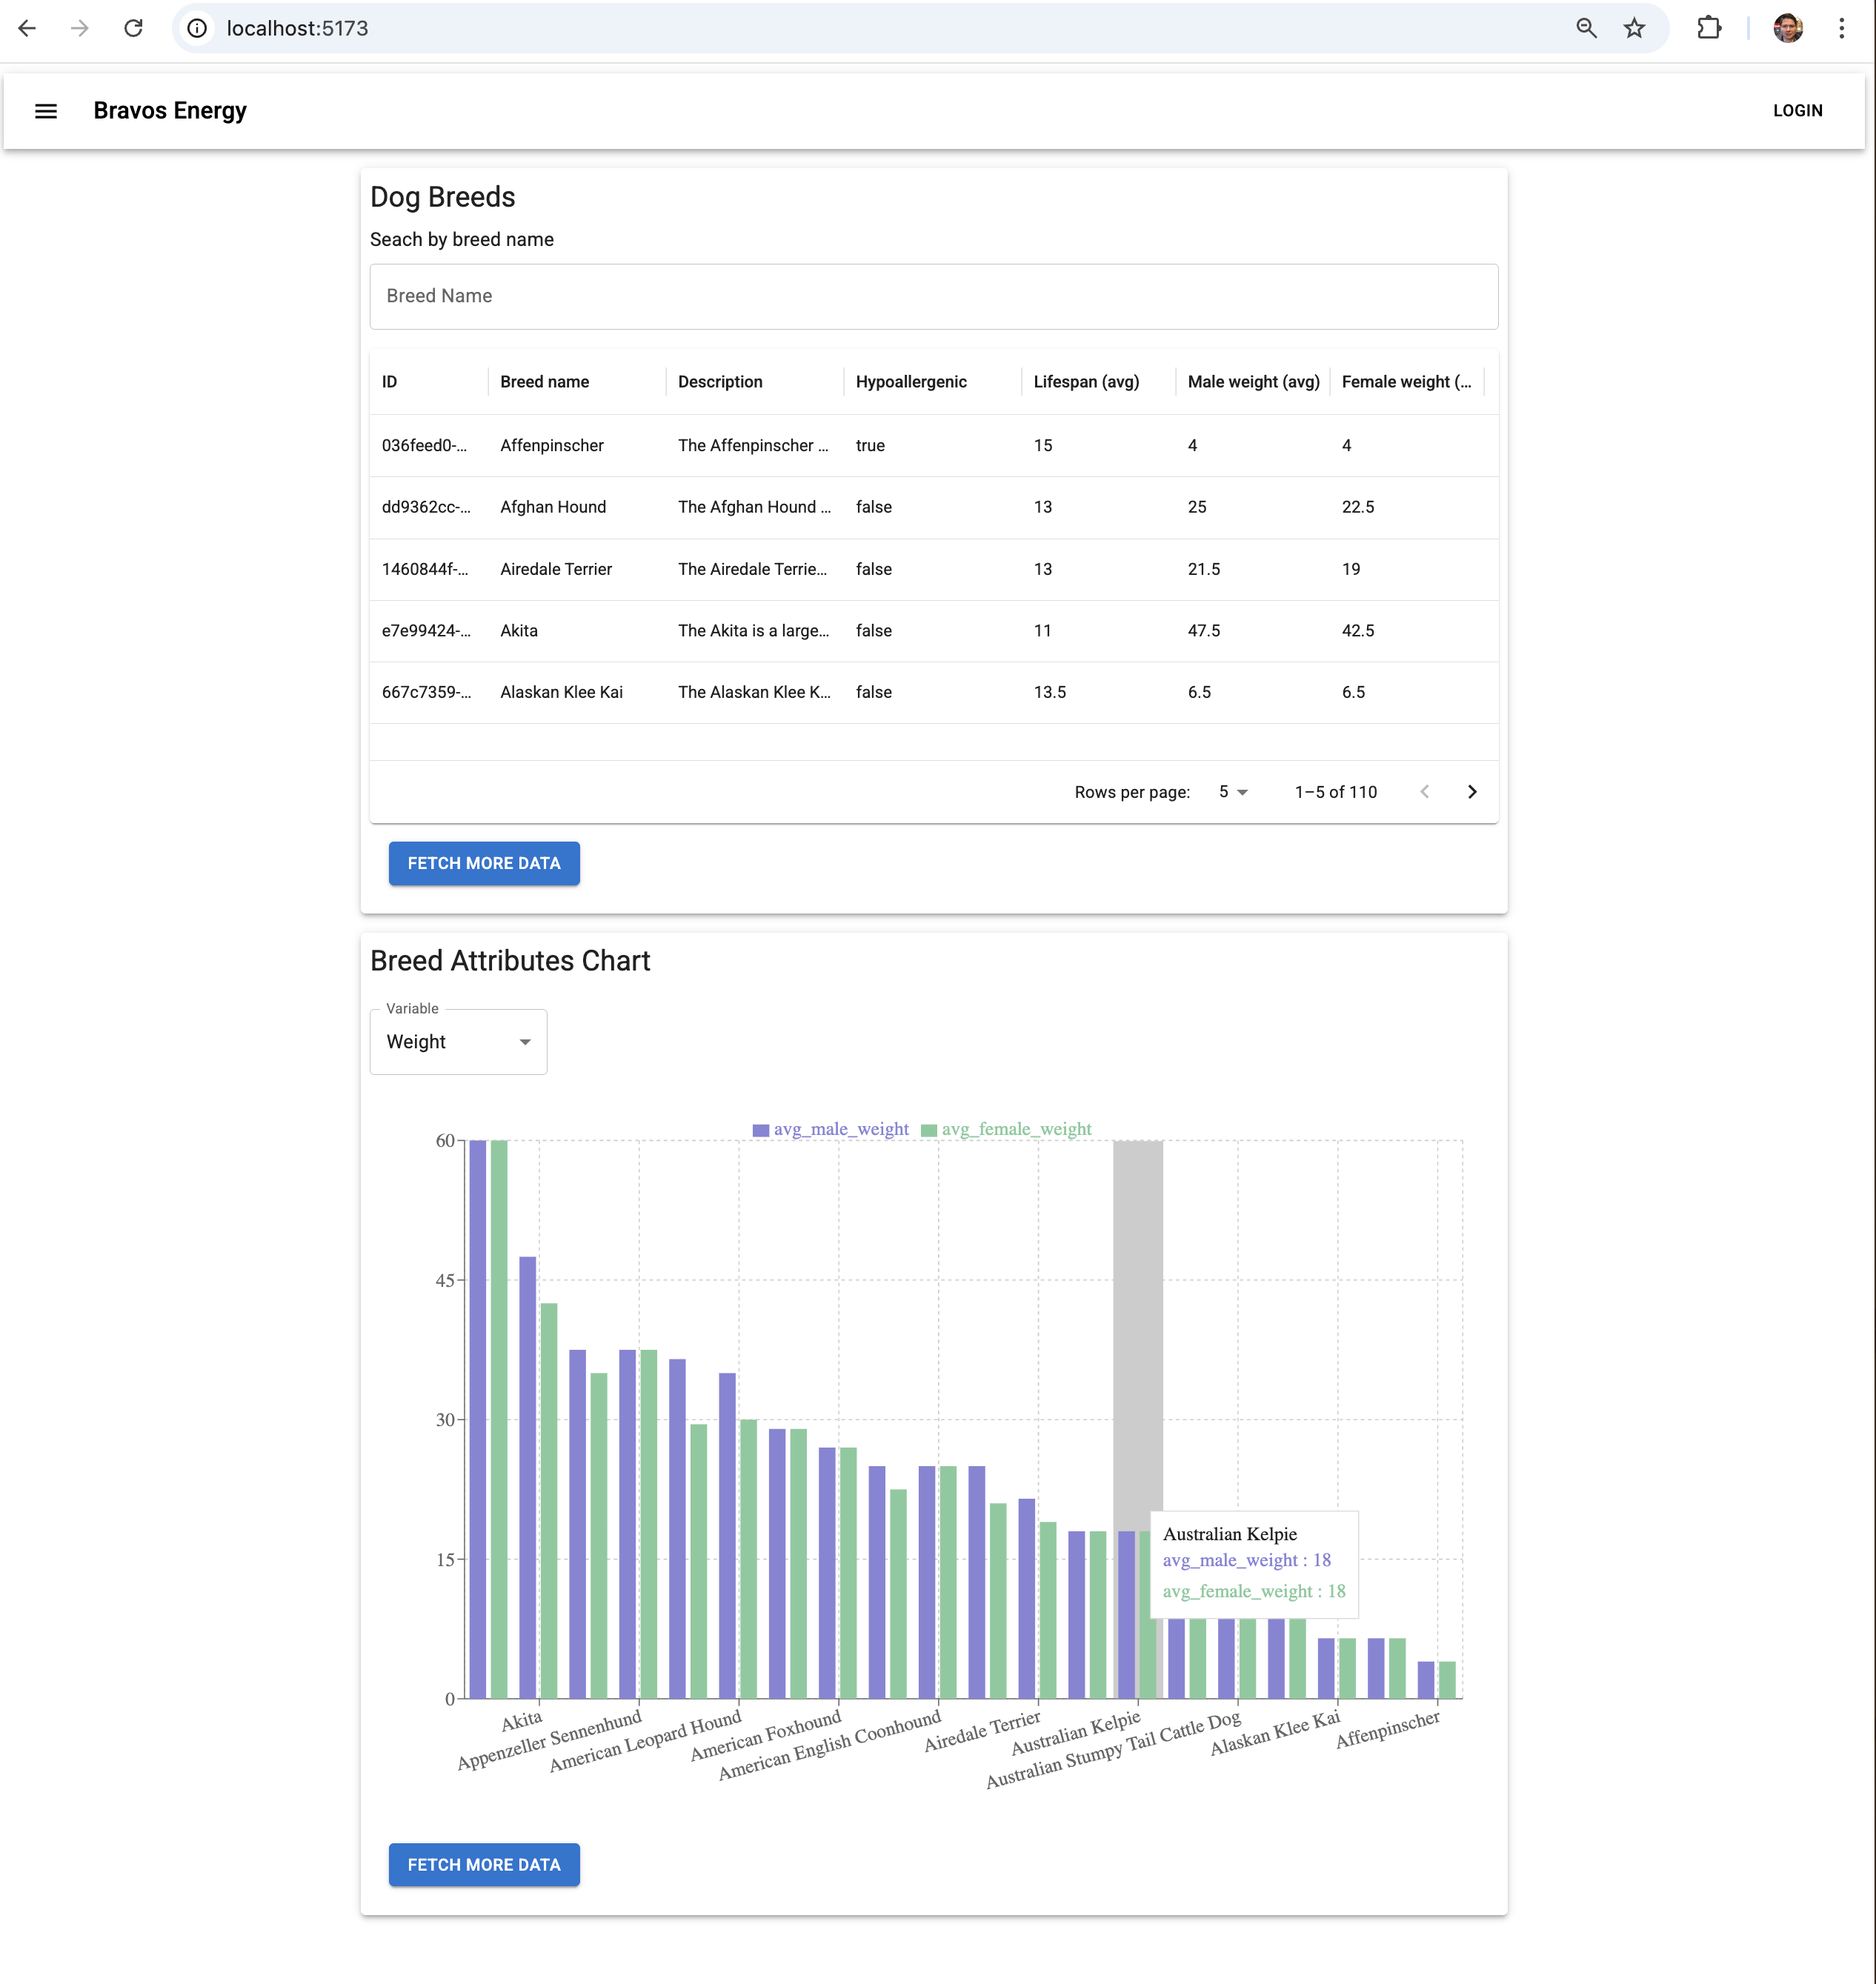 localhost:5173
Bravos Energy LOGIN
Dog Breeds
Seach by breed name
Breed Name
ID Breed name Description Hypoallergenic Lifespan (avg) Male weight (avg) Female weight (...
036feed0-... Affenpinscher The Affenpinscher ... true 15 4 4
dd9362cc-... Afghan Hound The Afghan Hound ... false 13 25 22.5
1460844f-... Airedale Terrier The Airedale Terrie... false 13 21.5 19
e7e99424-... Akita The Akita is a large... false 11 47.5 42.5
667c7359-... Alaskan Klee Kai The Alaskan Klee K... false 13.5 6.5 6.5
Rows per page: 5 1–5 of 110
FETCH MORE DATA
Breed Attributes Chart
Variable
Weight
avg_male_weight avg_female_weight
60
45
30
15
0
Australian Kelpie
avg_male_weight : 18
avg_female_weight : 18
Akita
Appenzeller Sennenhund
American Leopard Hound
American Foxhound
American English Coonhound
Airedale Terrier
Australian Kelpie
Australian Stumpy Tail Cattle Dog
Alaskan Klee Kai
Affenpinscher
FETCH MORE DATA